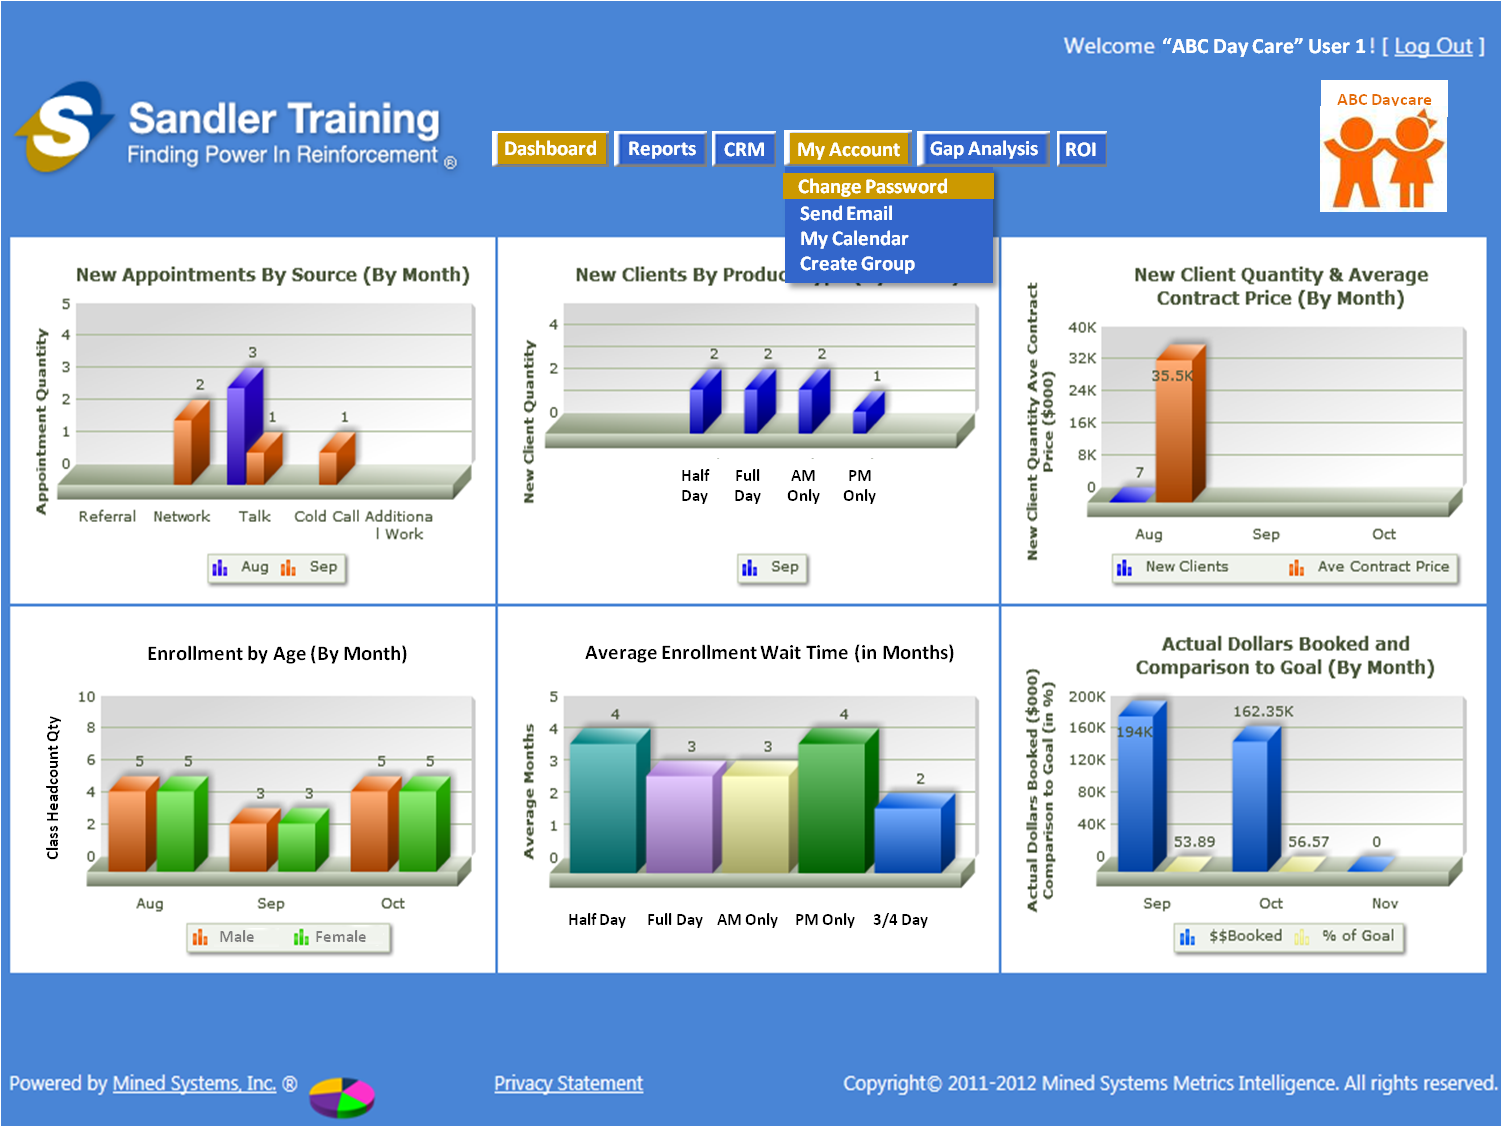 Welcome “ABC Day Care” User 1! [ Log Out ]
Sandler Training
Finding Power In Reinforcement ®
Dashboard
Reports
CRM
My Account
Gap Analysis
ROI
ABC Daycare
Change Password
Send Email
My Calendar
Create Group
New Appointments By Source (By Month)
Appointment Quantity
5
4
3
2
1
0
2
3
1
1
Referral
Network
Talk
Cold Call
Additiona
l Work
Aug
Sep
New Clients By Produc
New Client Quantity
4
2
0
2
2
2
1
Half
Day
Full
Day
AM
Only
PM
Only
Sep
New Client Quantity & Average
Contract Price (By Month)
New Client Quantity Ave Contract
Price ($000)
40K
32K
24K
16K
8K
0
7
35.5K
Aug
Sep
Oct
New Clients
Ave Contract Price
Enrollment by Age (By Month)
Class Headcount Qty
10
8
6
4
2
0
5
5
3
3
5
5
Aug
Sep
Oct
Male
Female
Average Enrollment Wait Time (in Months)
Average Months
5
4
3
2
1
0
4
3
3
4
2
Half Day
Full Day
AM Only
PM Only
3/4 Day
Actual Dollars Booked and
Comparison to Goal (By Month)
Actual Dollars Booked ($000)
Comparison to Goal (in %)
200K
160K
120K
80K
40K
0
194K
53.89
162.35K
56.57
0
Sep
Oct
Nov
$$Booked
% of Goal
Powered by Mined Systems, Inc. ®
Privacy Statement
Copyright© 2011-2012 Mined Systems Metrics Intelligence. All rights reserved.